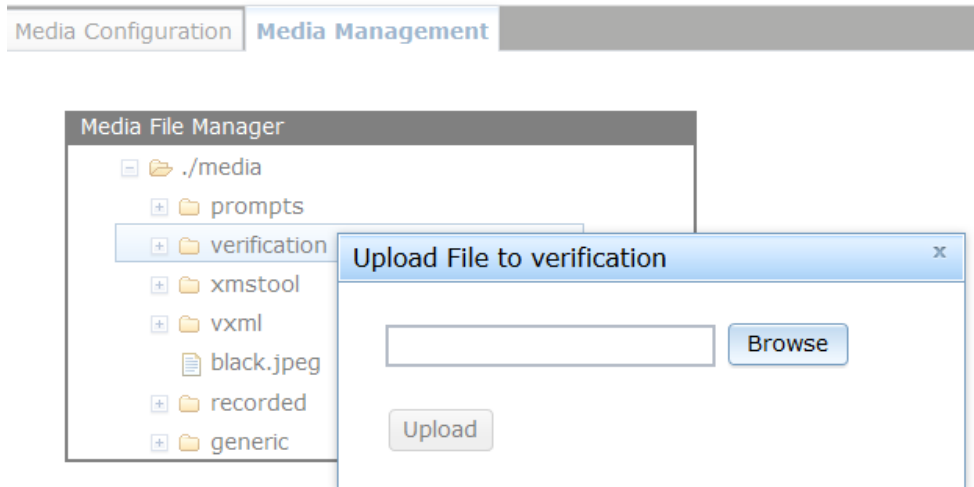 Media Configuration Media Management
Media File Manager
./media
prompts
verification
xmstool
vxml
black.jpeg
recorded
generic
Upload File to verification x
Browse
Upload